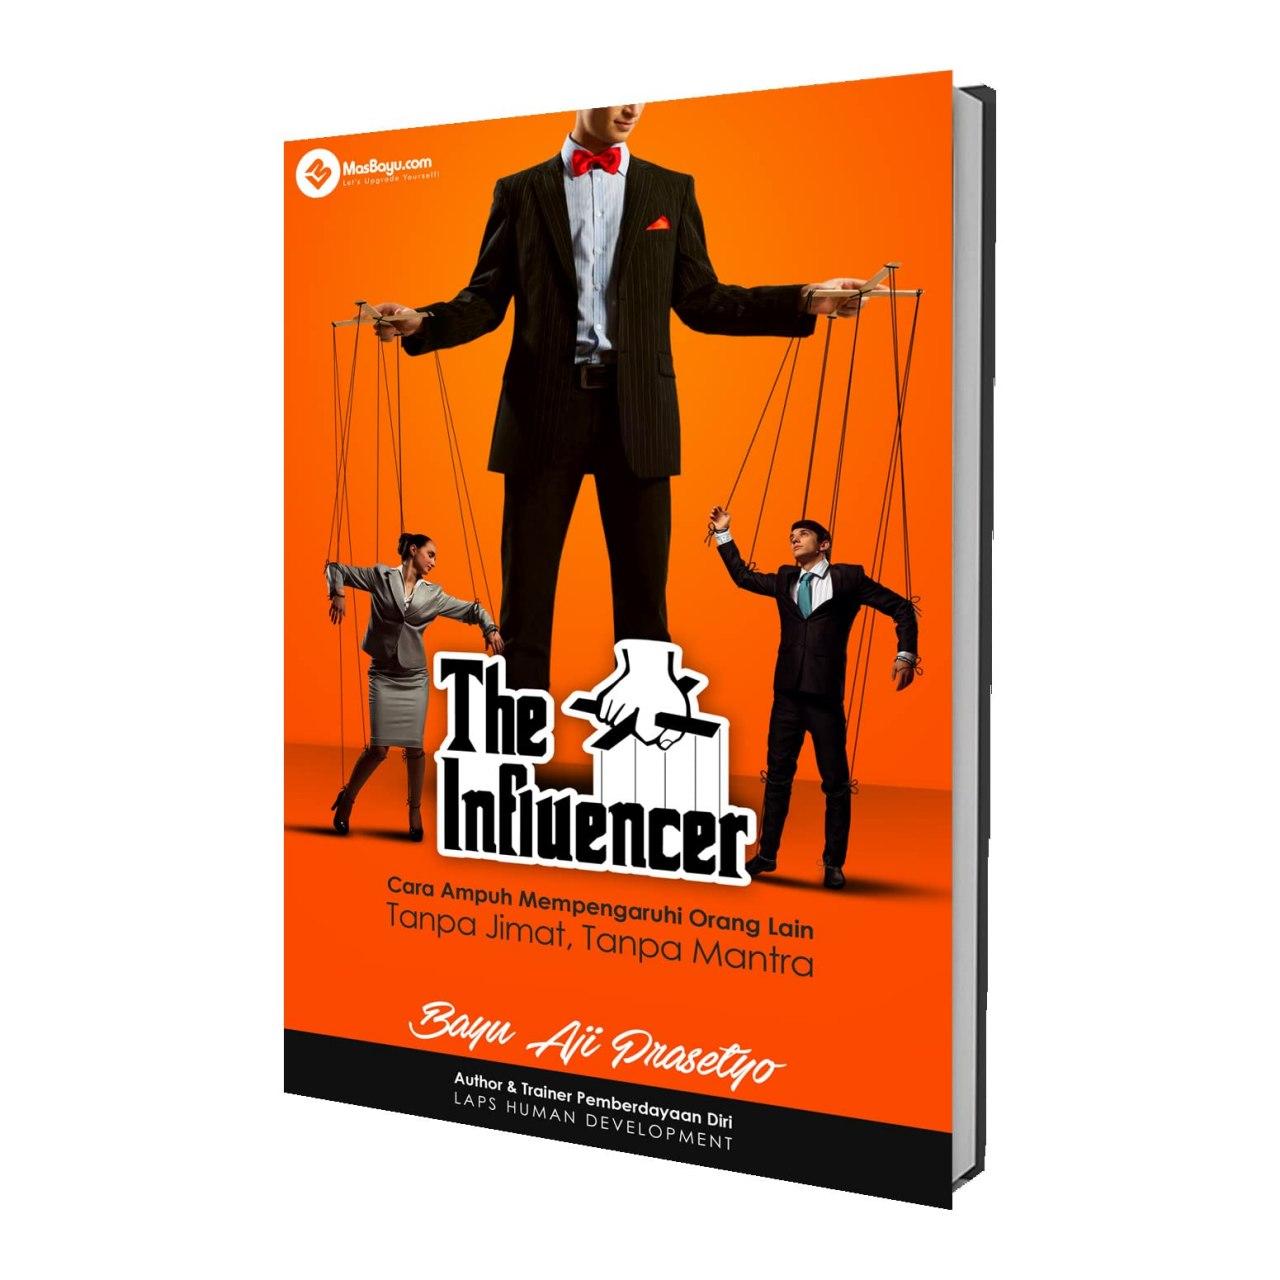 MasBayu.com
Let's Upgrade Yourself!
The
Influencer
Cara Ampuh Mempengaruhi Orang Lain
Tanpa Jimat, Tanpa Mantra
Bayu Aji Prasetyo
Author & Trainer Pemberdayaan Diri
LAPS HUMAN DEVELOPMENT